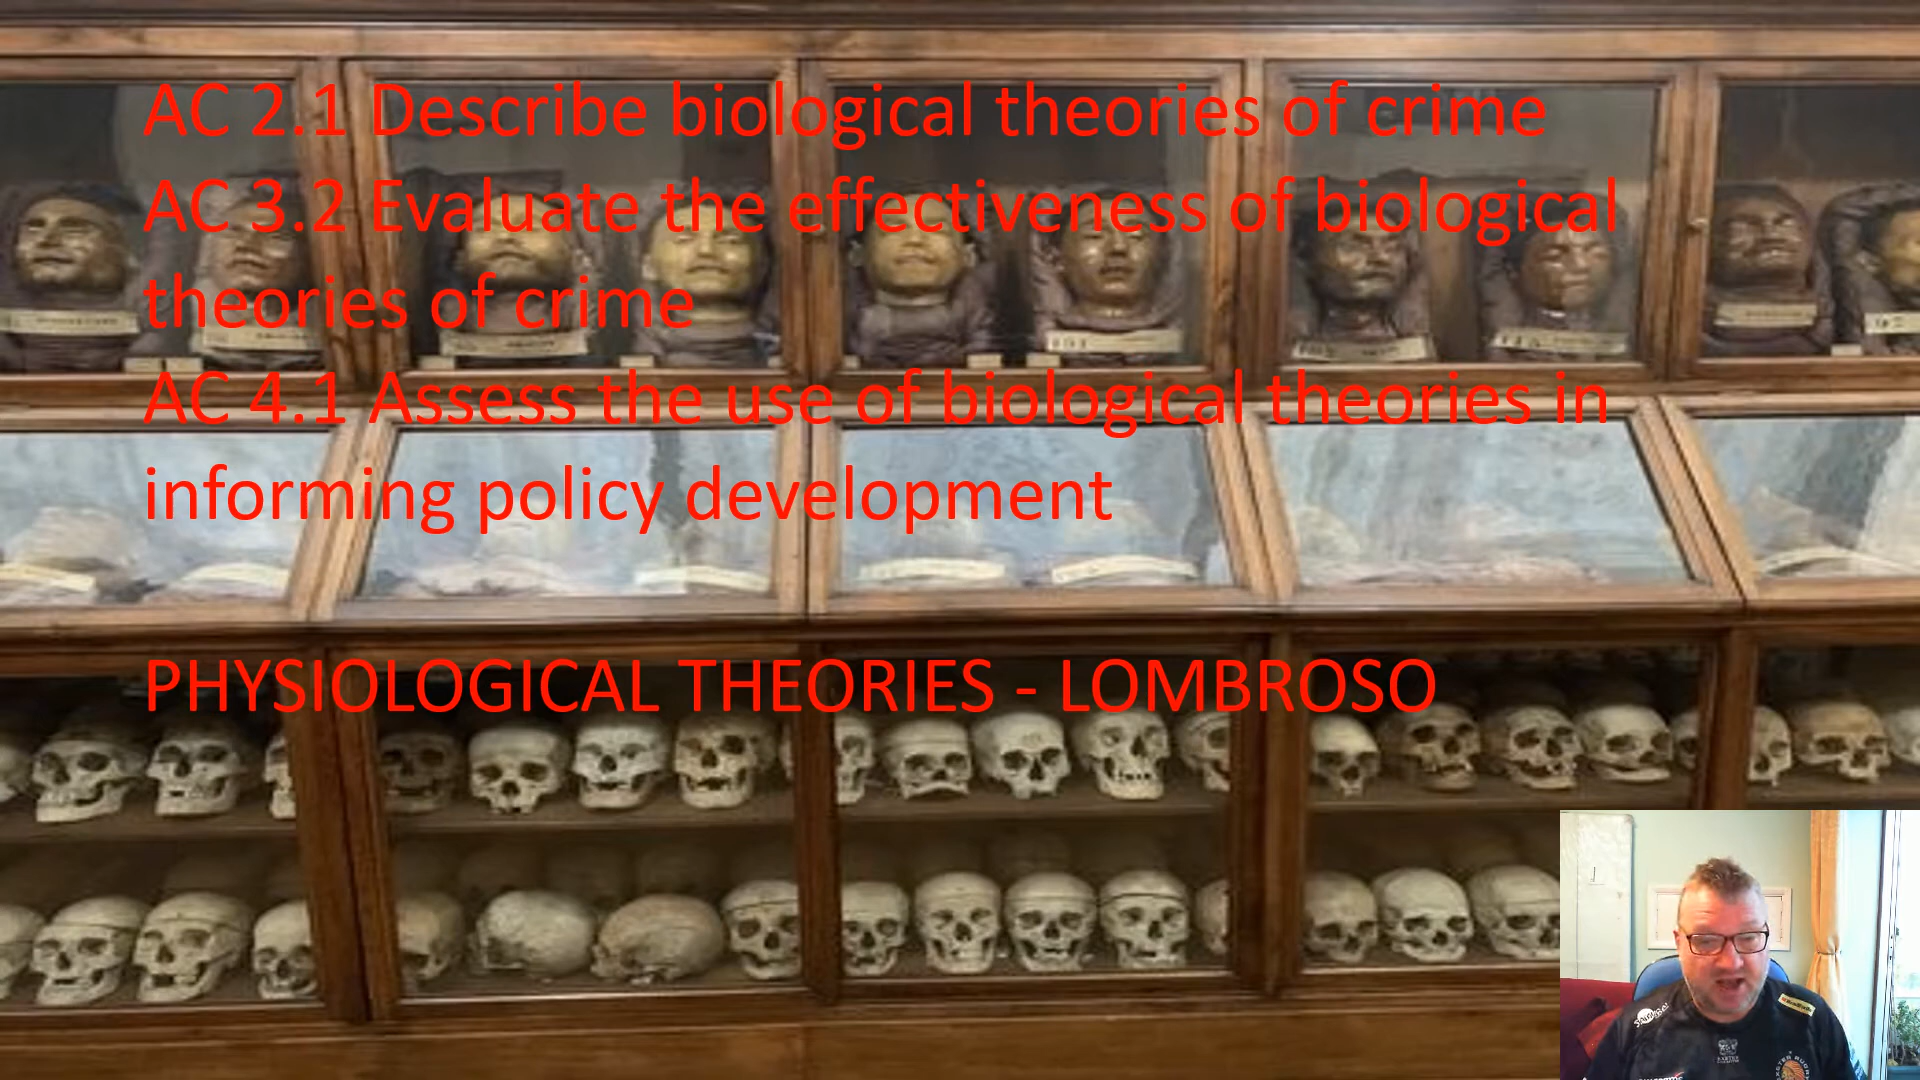 AC 2.1 Describe biological theories of crime
AC 3.2 Evaluate the effectiveness of biological
theories of crime
AC 4.1 Assess the use of biological theories in
informing policy development
PHYSIOLOGICAL THEORIES - LOMBROSO